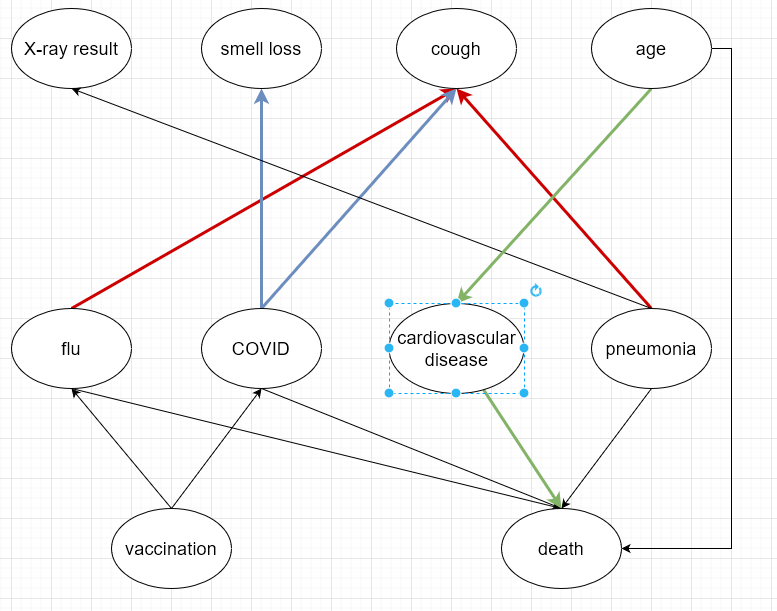 X-ray result
smell loss
cough
age
flu
COVID
cardiovascular
disease
pneumonia
vaccination
death